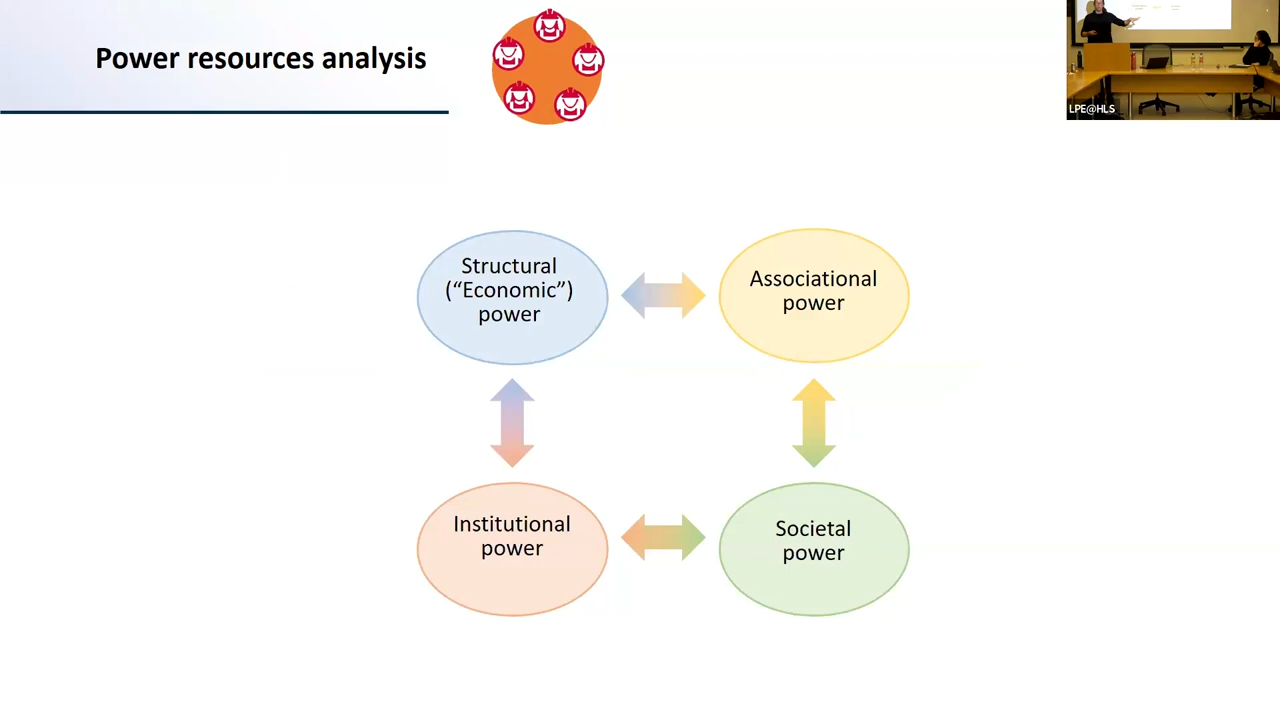 Power resources analysis
LPE@HLS
Structural
(“Economic”)
power
Associational
power
Institutional
power
Societal
power